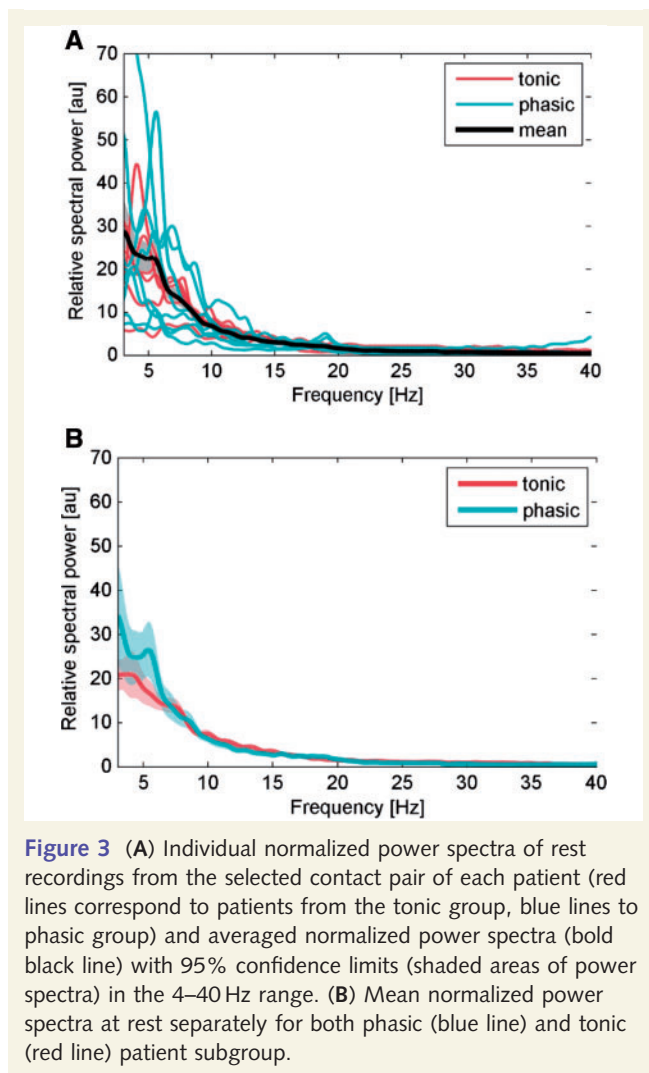 A
Relative spectral power [au]
70
60
50
40
30
20
10
0
tonic
phasic
mean
5 10 15 20 25 30 35 40
Frequency [Hz]
B
Relative spectral power [au]
70
60
50
40
30
20
10
0
tonic
phasic
5 10 15 20 25 30 35 40
Frequency [Hz]
Figure 3 (A) Individual normalized power spectra of rest
recordings from the selected contact pair of each patient (red
lines correspond to patients from the tonic group, blue lines to
phasic group) and averaged normalized power spectra (bold
black line) with 95% confidence limits (shaded areas of power
spectra) in the 4–40 Hz range. (B) Mean normalized power
spectra at rest separately for both phasic (blue line) and tonic
(red line) patient subgroup.